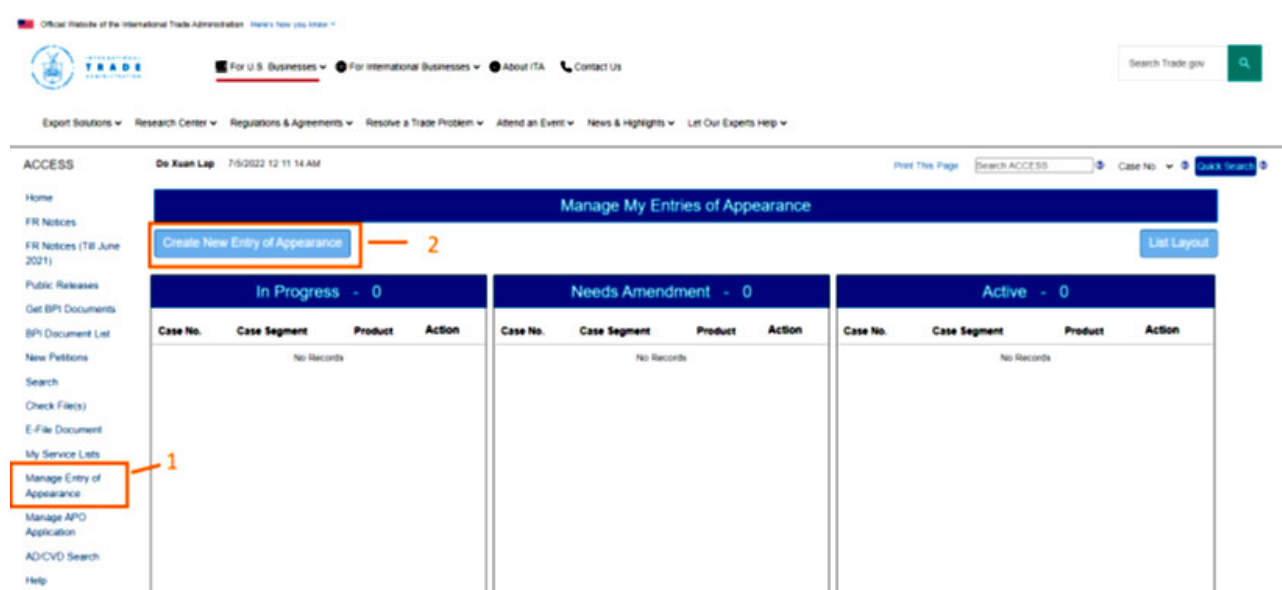 Official Website of the International Trade Administration Here's how you know
INTERNATIONAL
TRADE
ADMINISTRATION
For U.S. Businesses For International Businesses About ITA Contact Us
Search Trade.gov
Export Solutions Research Center Regulations & Agreements Resolve a Trade Problem Attend an Event News & Highlights Let Our Experts Help
ACCESS
Do Xuan Lap 7/5/2022 12 11 14 AM
Print This Page Search ACCESS Case No Quick Search
Home
FR Notices
FR Notices (Till June
2021)
Public Releases
Get BPI Documents
BPI Document List
New Petitions
Search
Check File(s)
E-File Document
My Service Lists
Manage Entry of
Appearance
1
Manage APO
Application
AD/CVD Search
Help
Manage My Entries of Appearance
Create New Entry of Appearance
2
List Layout
In Progress - 0
Case No. Case Segment Product Action
No Records
Needs Amendment - 0
Case No. Case Segment Product Action
No Records
Active - 0
Case No. Case Segment Product Action
No Records